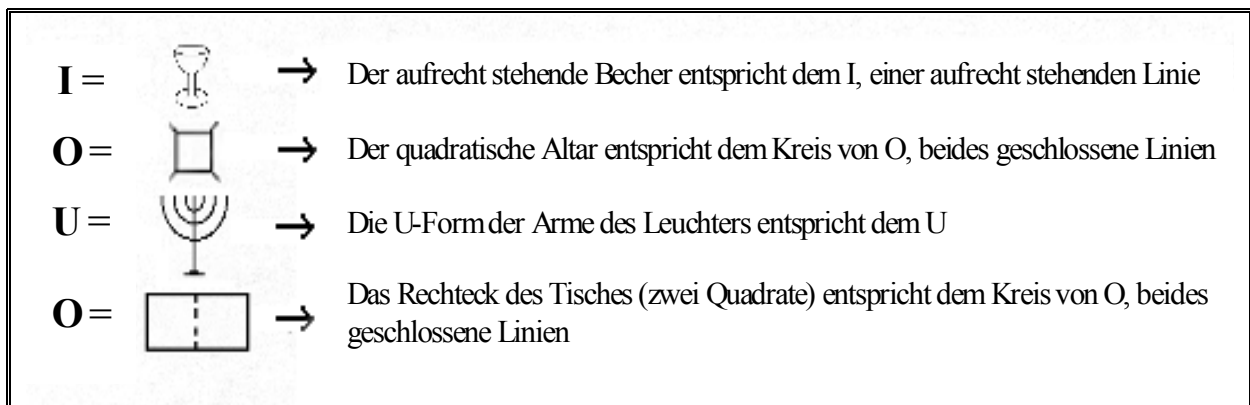 I = → Der aufrecht stehende Becher entspricht dem I, einer aufrecht stehenden Linie
O = → Der quadratische Altar entspricht dem Kreis von O, beides geschlossene Linien
U = → Die U-Form der Arme des Leuchters entspricht dem U
O = → Das Rechteck des Tisches (zwei Quadrate) entspricht dem Kreis von O, beides
geschlossene Linien